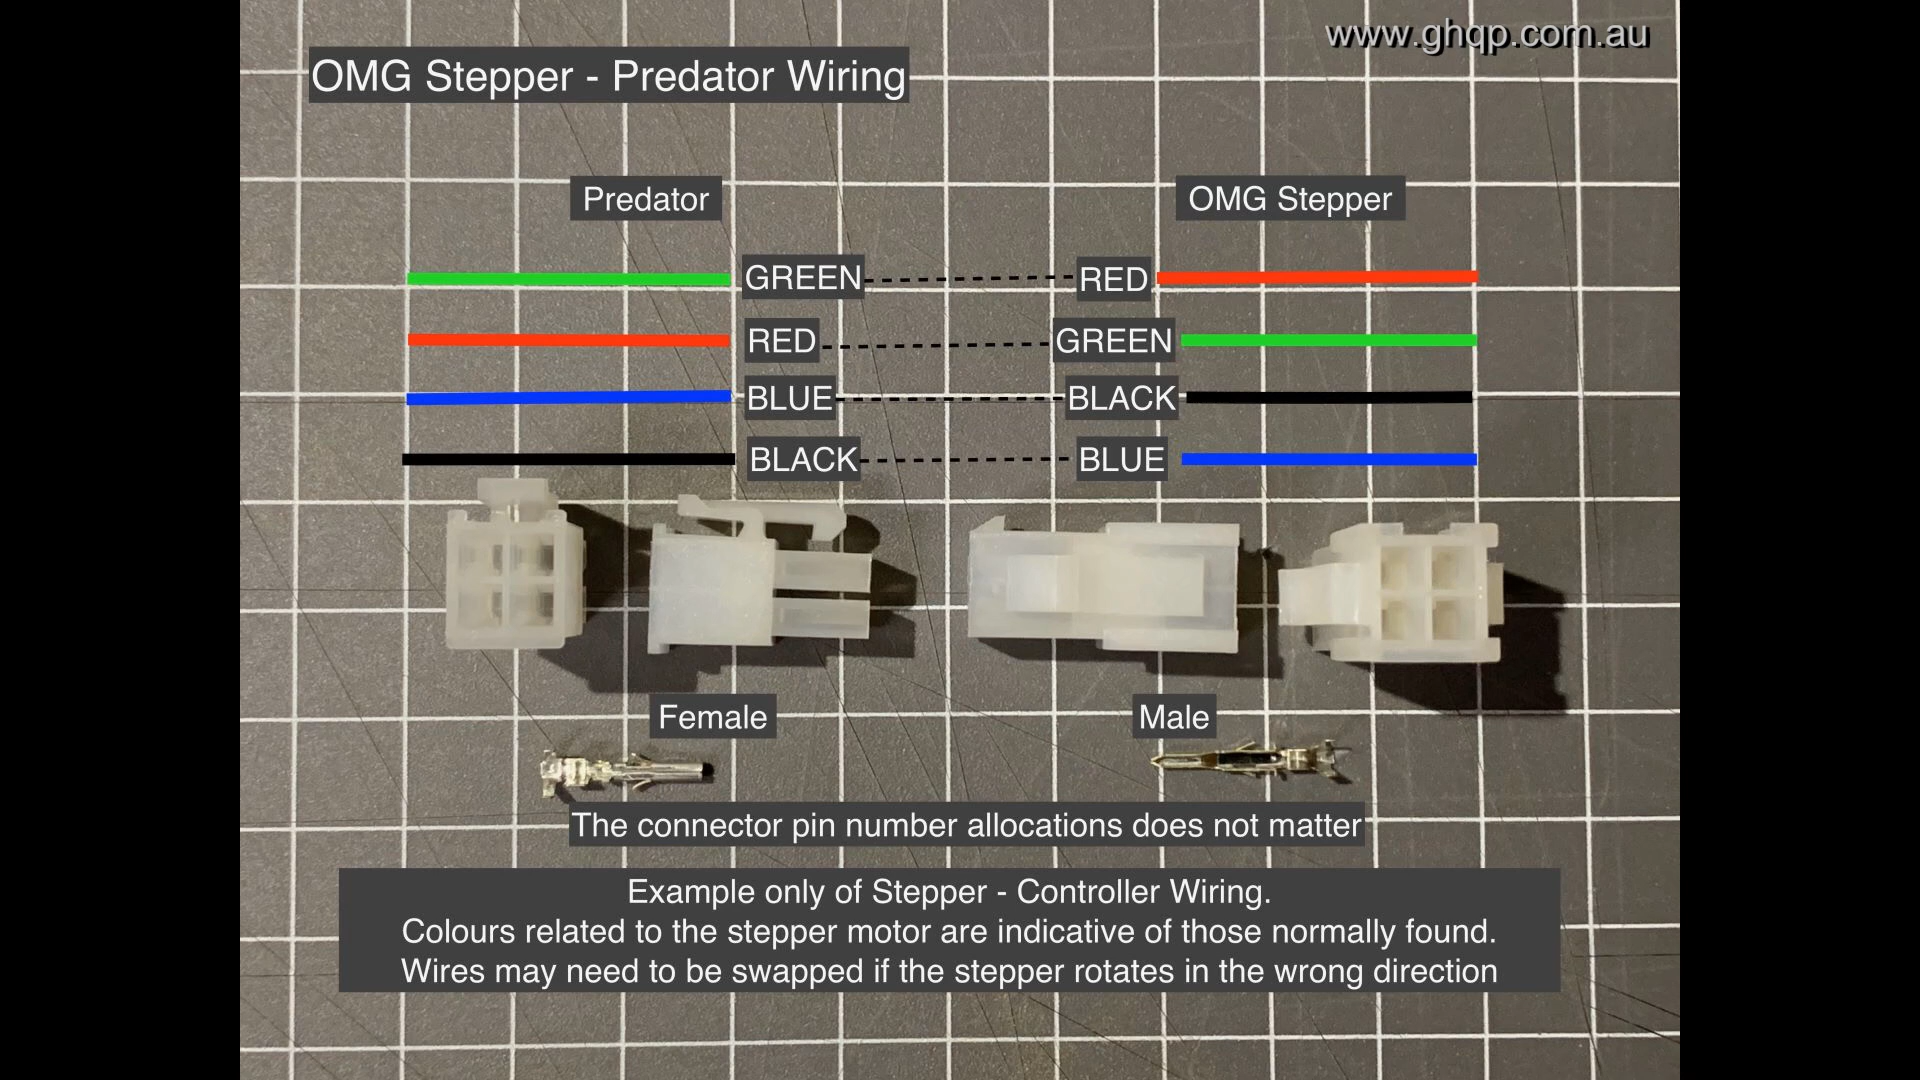 www.ghqp.com.au
OMG Stepper - Predator Wiring
Predator
OMG Stepper
GREEN
RED
RED
GREEN
BLUE
BLACK
BLACK
BLUE
Female
Male
The connector pin number allocations does not matter
Example only of Stepper - Controller Wiring.
Colours related to the stepper motor are indicative of those normally found.
Wires may need to be swapped if the stepper rotates in the wrong direction